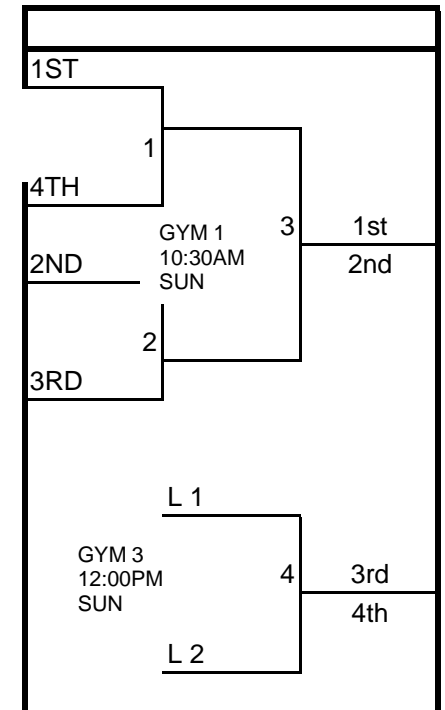 1ST
1
4TH
GYM 1
10:30AM
SUN
3
1st
2nd
2ND
2
3RD
L 1
GYM 3
12:00PM
SUN
4
3rd
4th
L 2